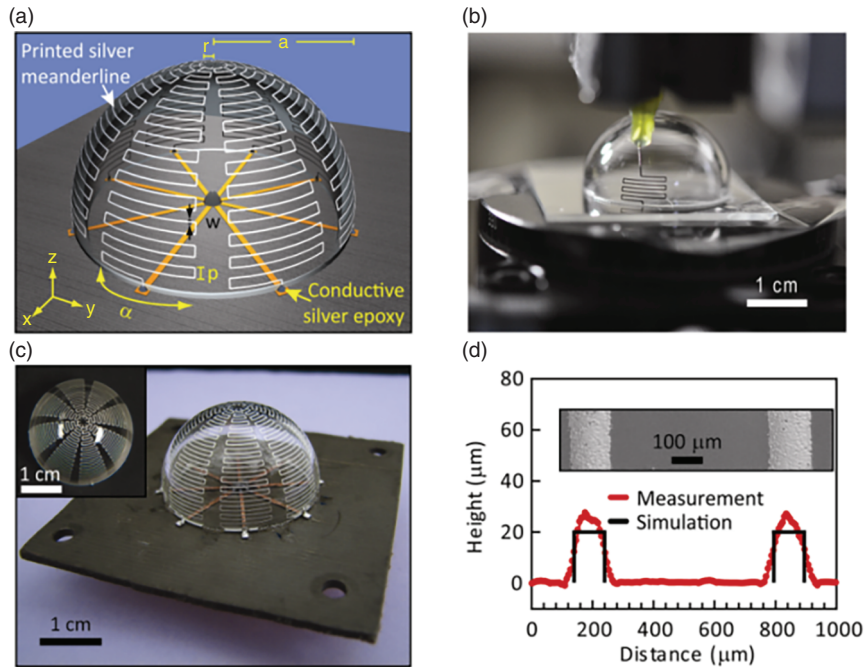 (a)
Printed silver
meanderline
r
a
w
p
α
z
x
y
Conductive
silver epoxy
(b)
1 cm
(c)
1 cm
1 cm
(d)
80
60
40
20
0
Height (μm)
100 μm
Measurement
Simulation
0 200 400 600 800 1000
Distance (μm)